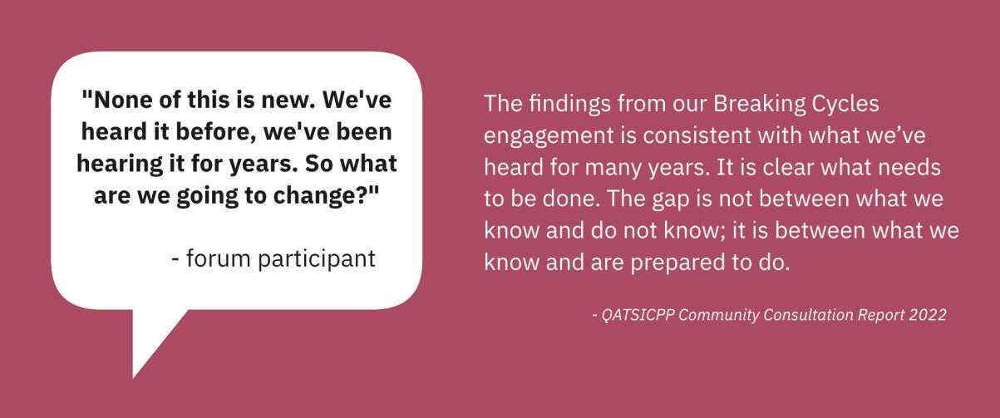 "None of this is new. We've
heard it before, we've been
hearing it for years. So what
are we going to change?"
- forum participant
The findings from our Breaking Cycles
engagement is consistent with what we’ve
heard for many years. It is clear what needs
to be done. The gap is not between what we
know and do not know; it is between what we
know and are prepared to do.
- QATSICPP Community Consultation Report 2022